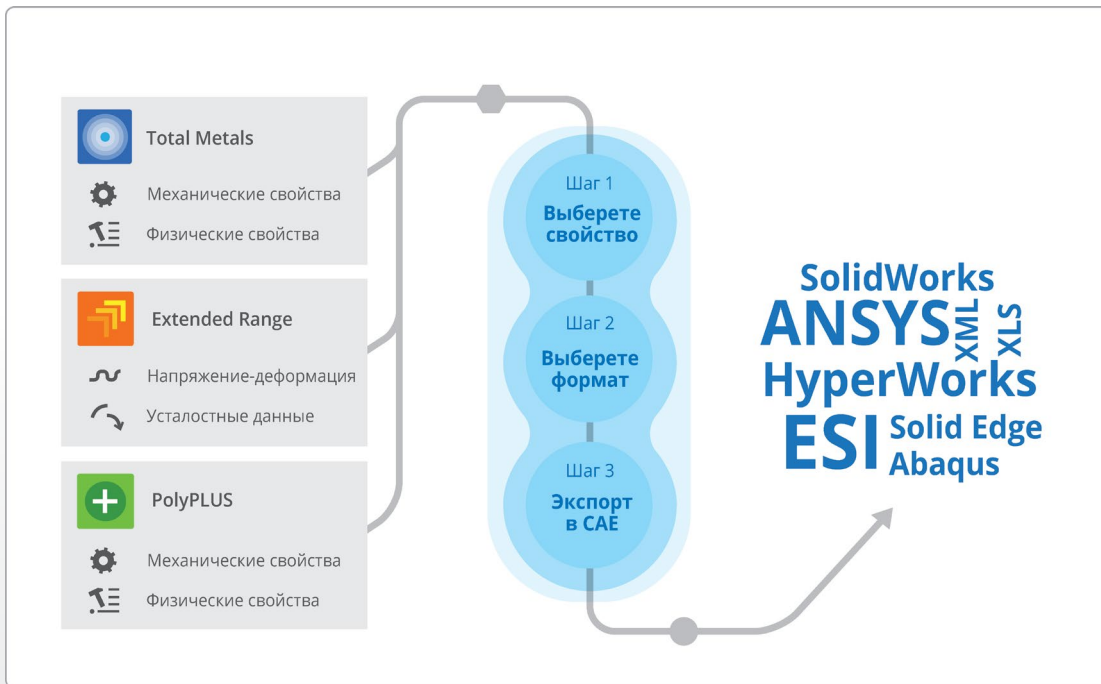 Total Metals
Механические свойства
Физические свойства
Extended Range
Напряжение-деформация
Усталостные данные
PolyPLUS
Механические свойства
Физические свойства
Шаг 1
Выберете
свойство
Шаг 2
Выберете
формат
Шаг 3
Экспорт
в CAE
SolidWorks
ANSYS
XML
XLS
HyperWorks
ESI
Solid Edge
Abaqus